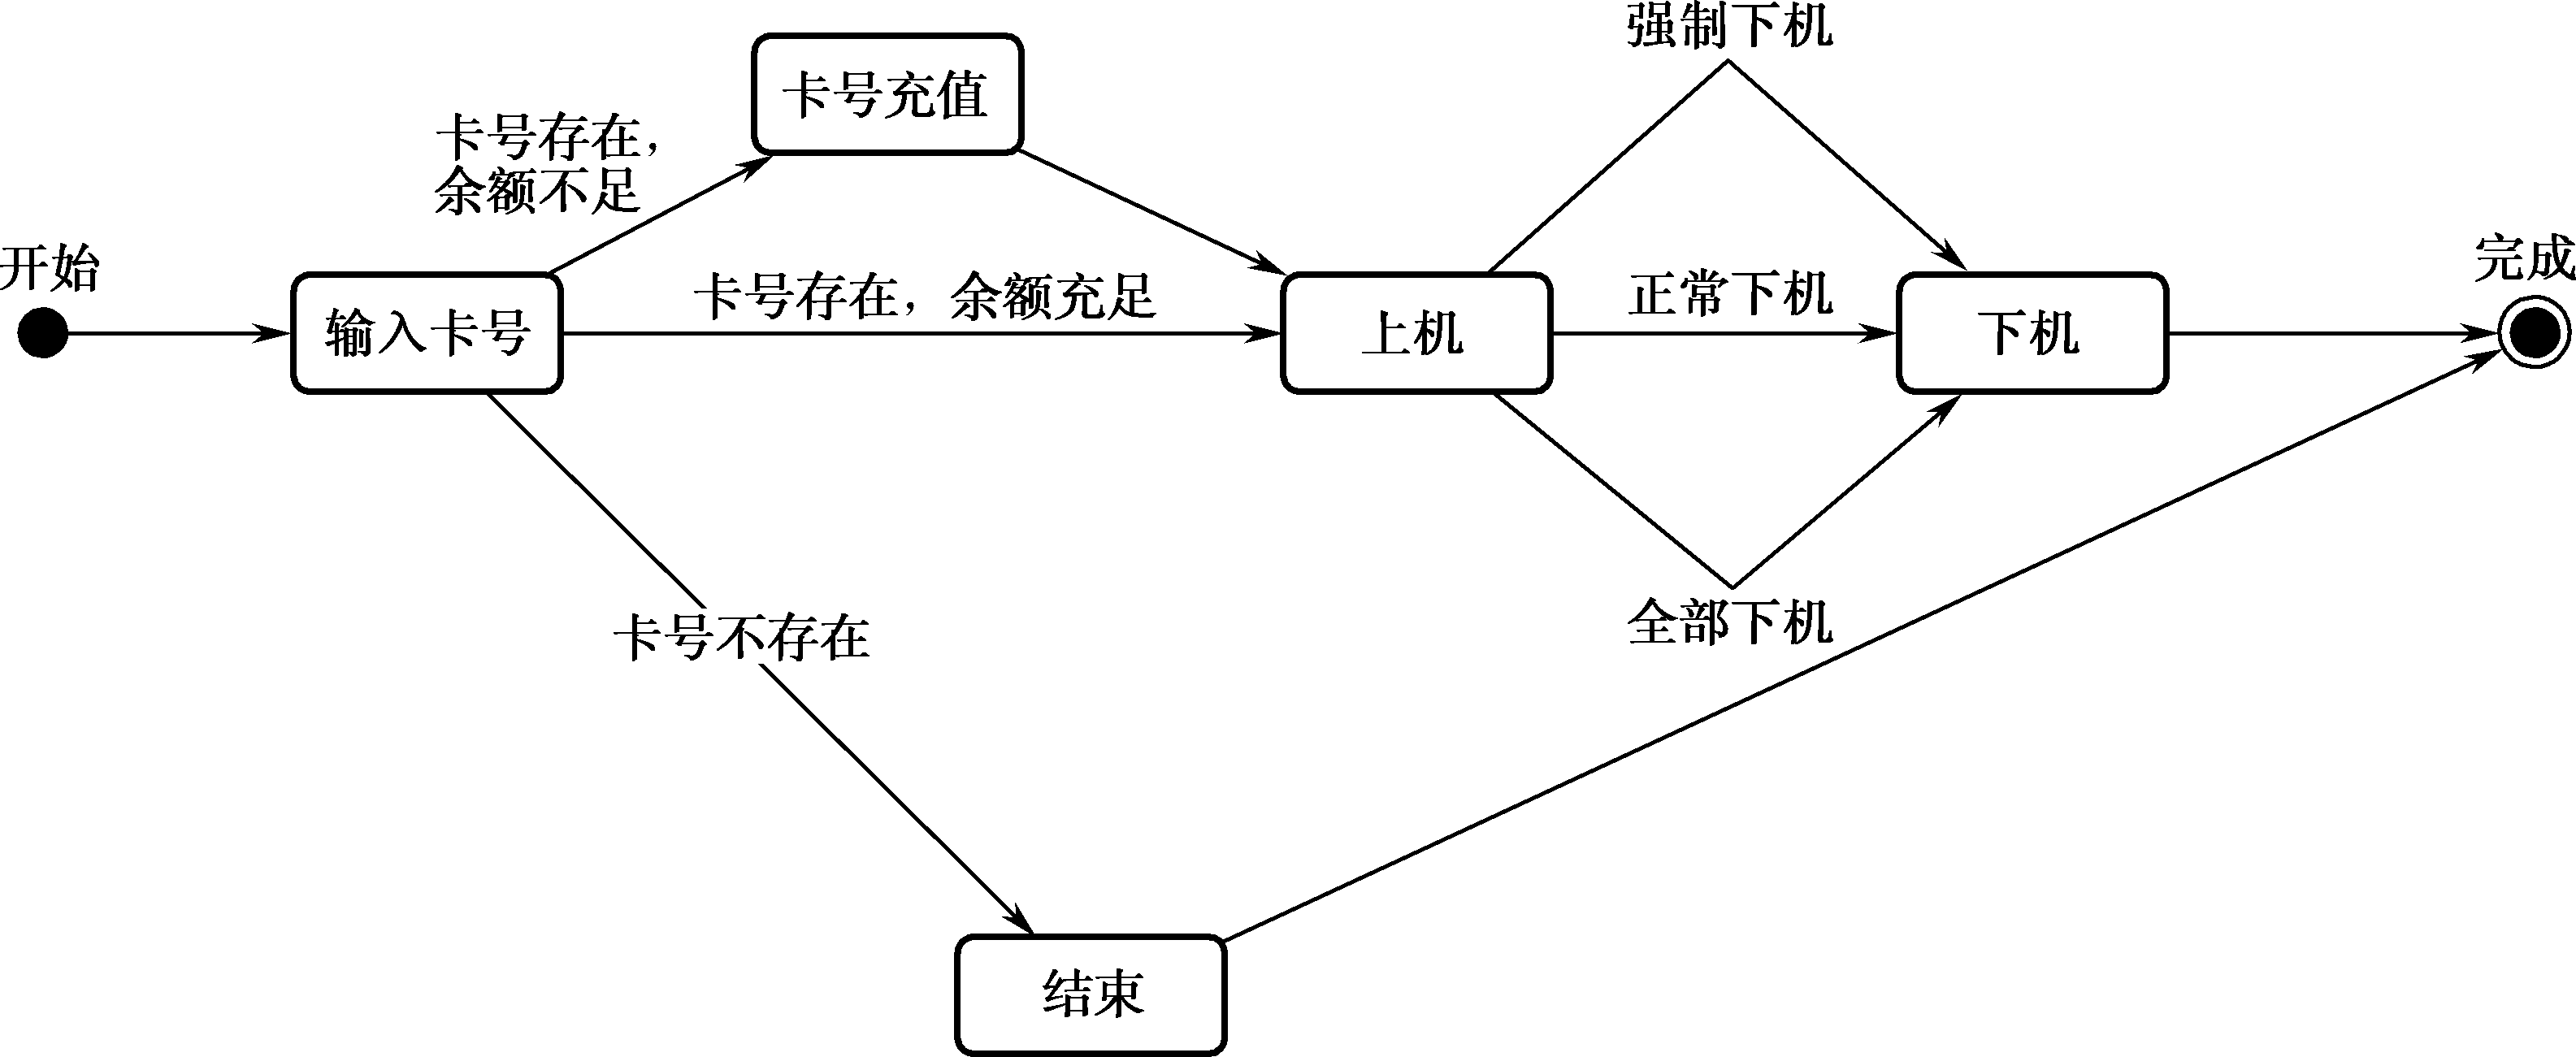 强制下机
卡号充值
卡号存在，
余额不足
开始
完成
卡号存在，余额充足
正常下机
输入卡号
上机
下机
卡号不存在
全部下机
结束